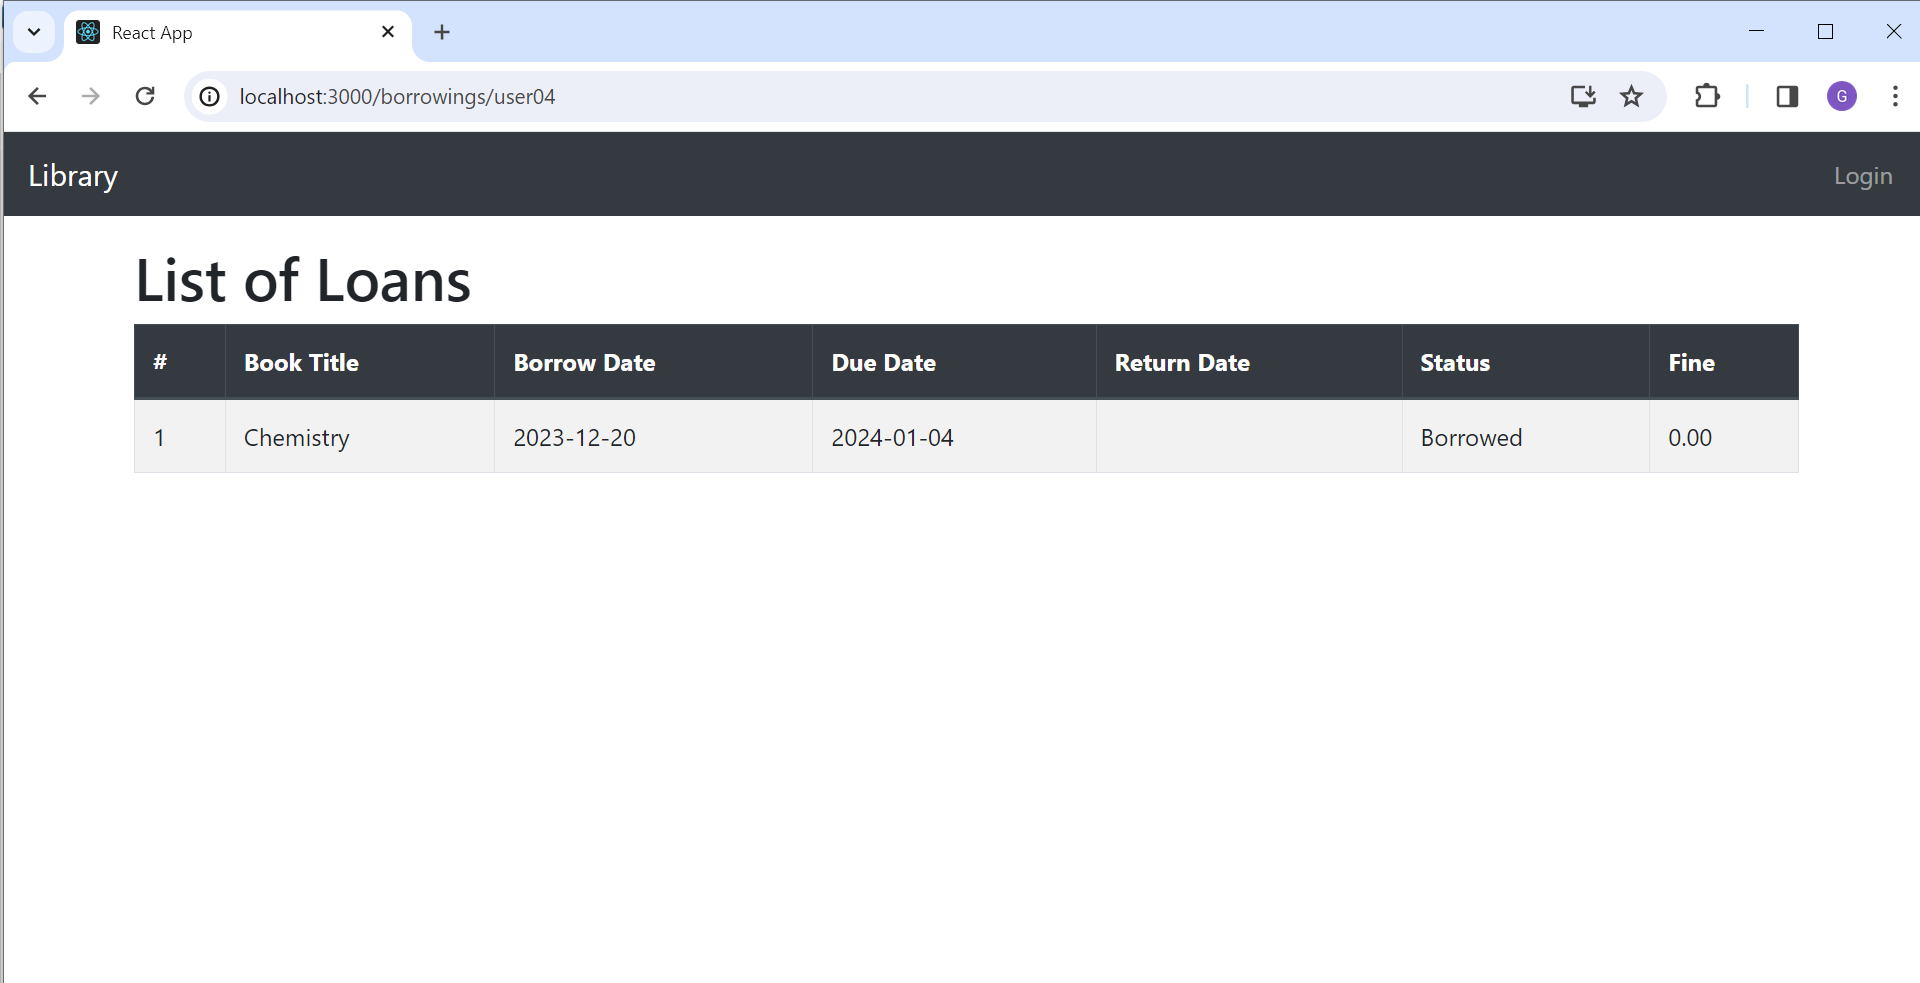 React App
localhost:3000/borrowings/user04
G
Library Login
List of Loans
# Book Title Borrow Date Due Date Return Date Status Fine
1 Chemistry 2023-12-20 2024-01-04 Borrowed 0.00